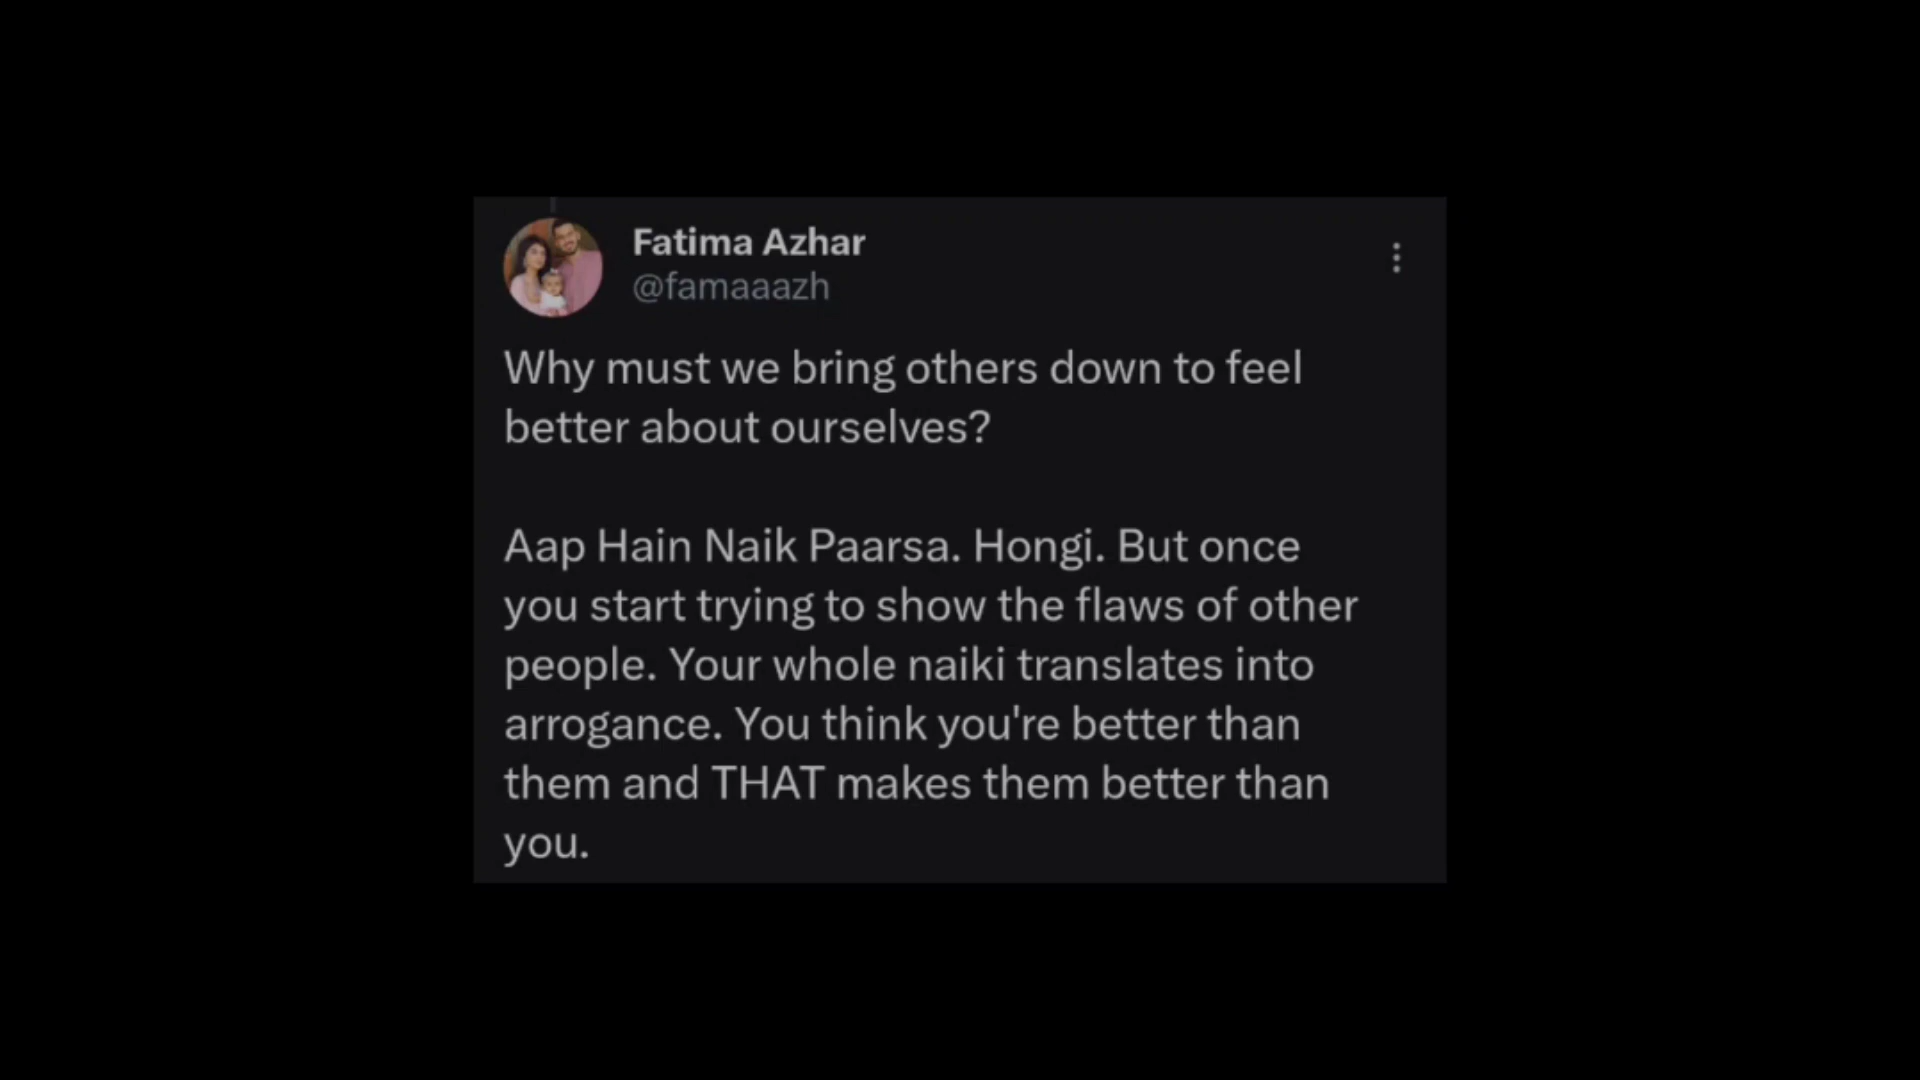 Fatima Azhar
@famaaazh
Why must we bring others down to feel
better about ourselves?
Aap Hain Naik Paarsa. Hongi. But once
you start trying to show the flaws of other
people. Your whole naiki translates into
arrogance. You think you're better than
them and THAT makes them better than
you.